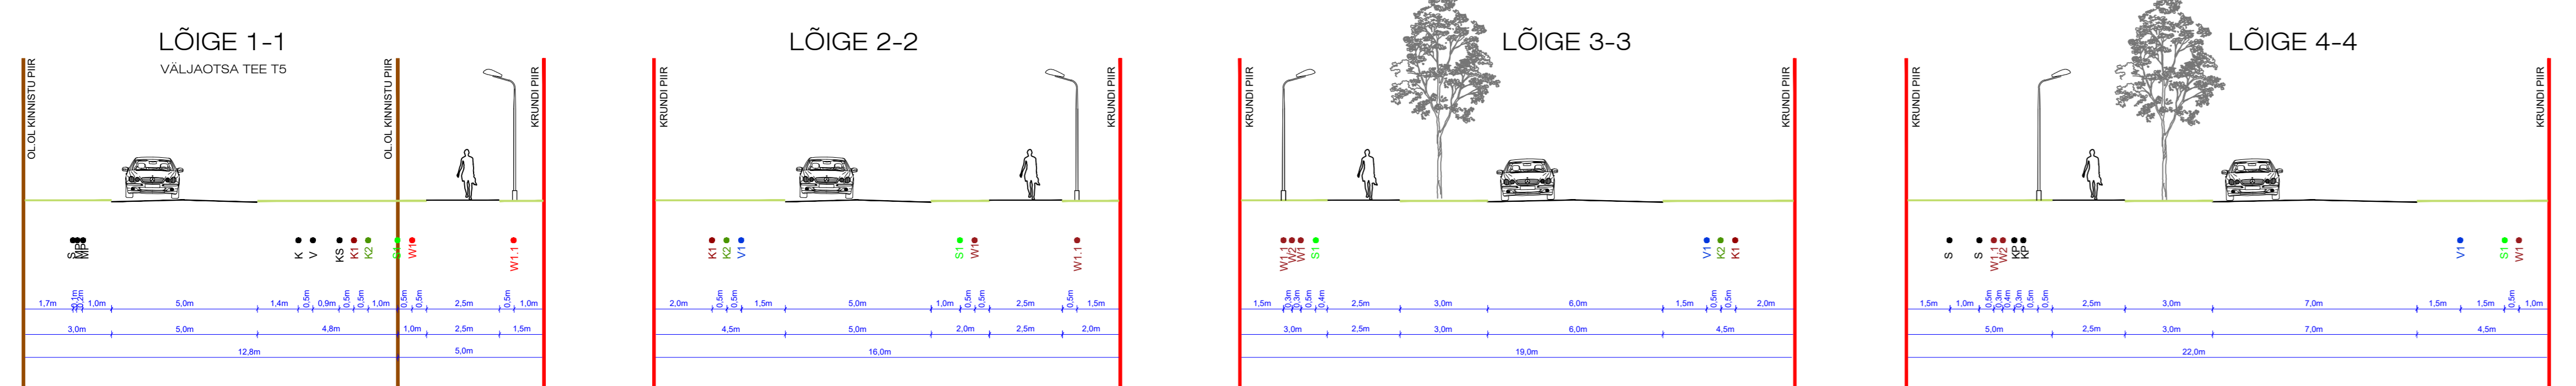 LÕIGE 1-1
VÄLJAOTSA TEE T5
OL.OL KINNISTU PIIR
OL.OL KINNISTU PIIR
KRUNDI PIIR
S
MP
K
V
KS
K1
K2
S1
W1
W1.1
1,7m
0,1m
0,2m
1,0m
5,0m
1,4m
0,5m
0,9m
0,5m
0,5m
1,0m
0,5m
0,5m
2,5m
0,5m
1,0m
3,0m
5,0m
4,8m
1,0m
2,5m
1,5m
12,8m
5,0m
LÕIGE 2-2
KRUNDI PIIR
KRUNDI PIIR
K1
K2
V1
S1
W1
W1.1
2,0m
0,5m
0,5m
1,5m
5,0m
1,0m
0,5m
0,5m
2,5m
0,5m
1,5m
4,5m
5,0m
2,0m
2,5m
2,0m
16,0m
LÕIGE 3-3
KRUNDI PIIR
KRUNDI PIIR
W1.1
W2
W1
S1
V1
K2
K1
1,5m
0,3m
0,3m
0,5m
0,4m
2,5m
3,0m
6,0m
1,5m
0,5m
0,5m
2,0m
3,0m
2,5m
3,0m
6,0m
4,5m
19,0m
LÕIGE 4-4
KRUNDI PIIR
KRUNDI PIIR
S
S
W1.1
W2
KP
KP
V1
S1
W1
1,5m
1,0m
0,5m
0,3m
0,4m
0,3m
0,5m
0,5m
2,5m
3,0m
7,0m
1,5m
1,5m
0,5m
1,0m
5,0m
2,5m
3,0m
7,0m
4,5m
22,0m